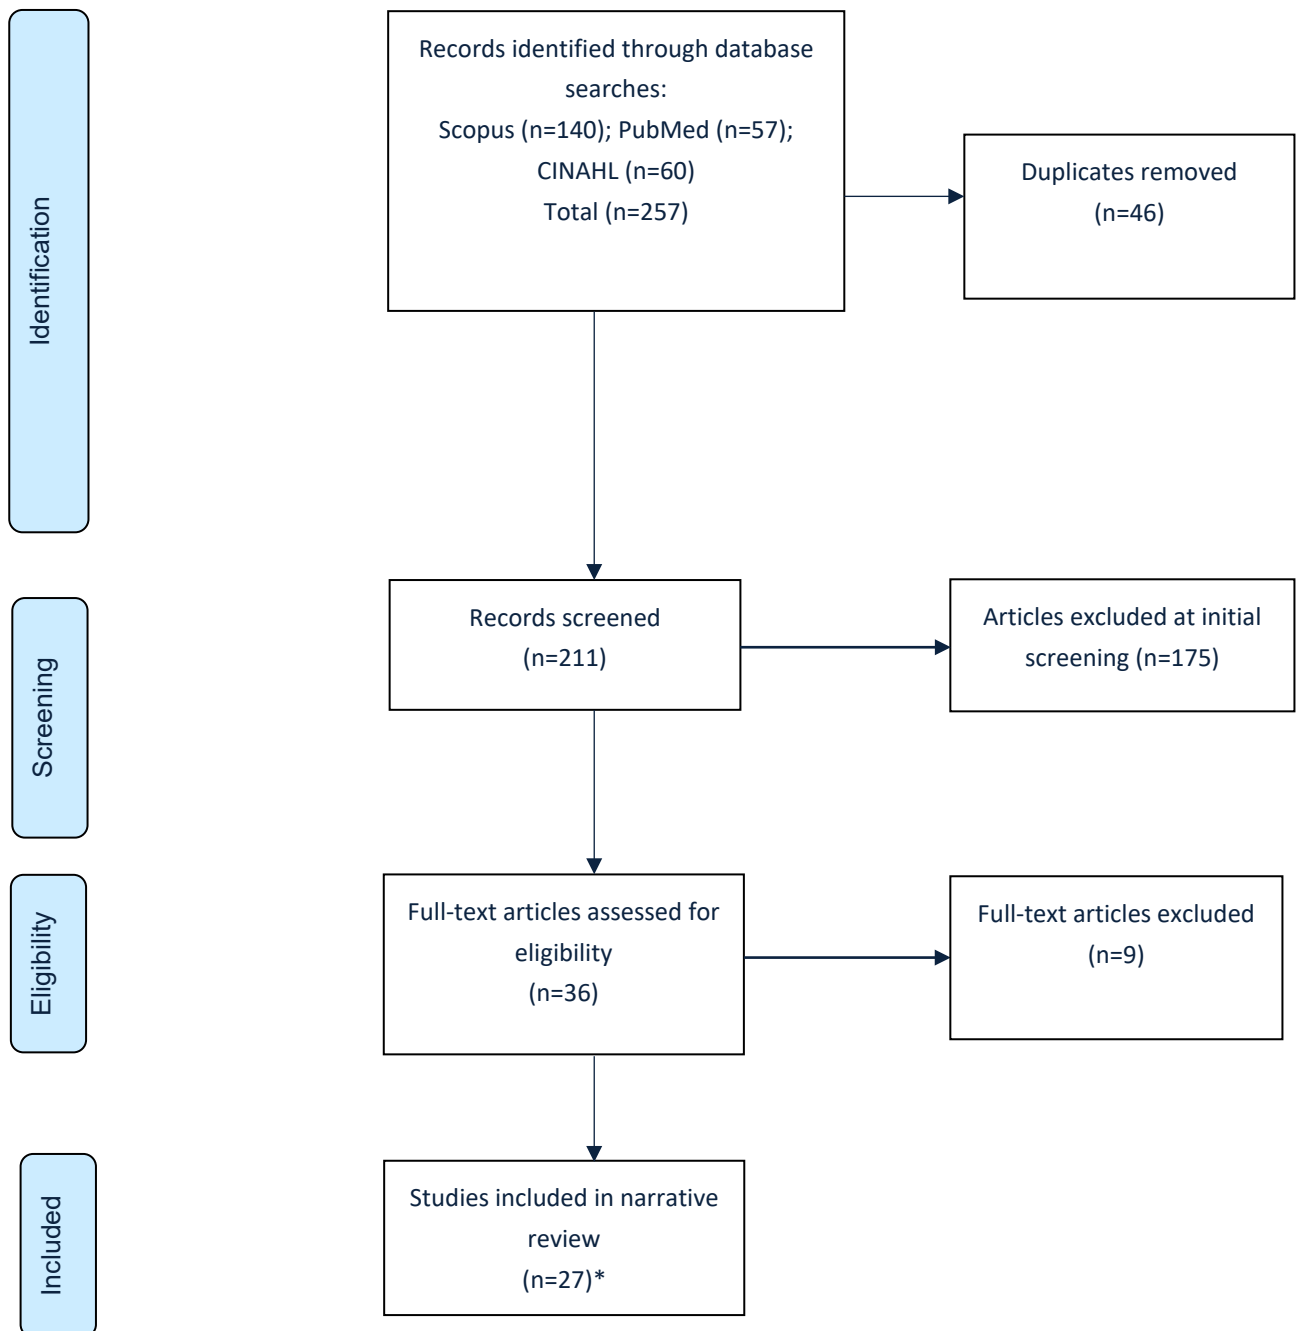 Identification
Records identified through database
searches:
Scopus (n=140); PubMed (n=57);
CINAHL (n=60)
Total (n=257)
Duplicates removed
(n=46)
Screening
Records screened
(n=211)
Articles excluded at initial
screening (n=175)
Eligibility
Full-text articles assessed for
eligibility
(n=36)
Full-text articles excluded
(n=9)
Included
Studies included in narrative
review
(n=27)*